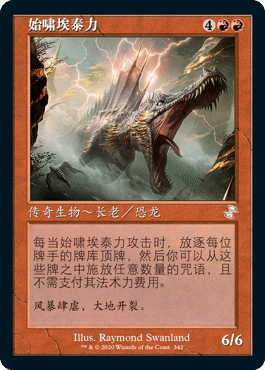 始啸埃泰力 4
传奇生物～长老／恐龙
每当始啸埃泰力攻击时，放逐每位
牌手的牌库顶牌，然后你可以从这
些牌之中施放任意数量的咒语，且
不需支付其法术力费用。
风暴肆虐，大地开裂。
Illus. Raymond Swanland
™ & © 2020 Wizards of the Coast 342
6/6